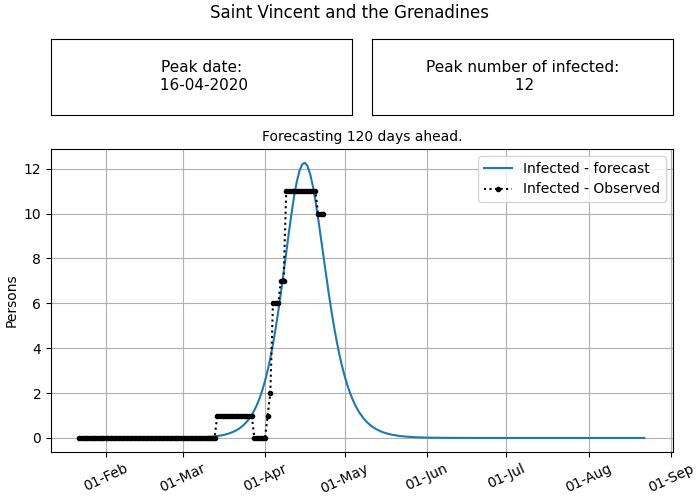 Saint Vincent and the Grenadines
Peak date:
16-04-2020
Peak number of infected:
12
Forecasting 120 days ahead.
Infected - forecast
Infected - Observed
Persons
12
10
8
6
4
2
0
01-Feb
01-Mar
01-Apr
01-May
01-Jun
01-Jul
01-Aug
01-Sep